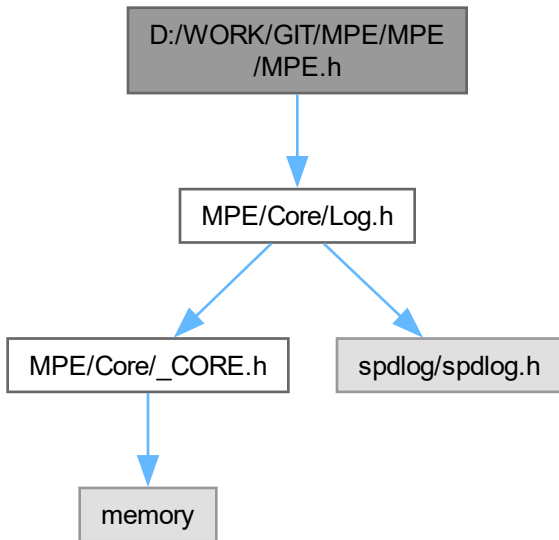 D:/WORK/GIT/MPE/MPE
/MPE.h
MPE/Core/Log.h
MPE/Core/_CORE.h
spdlog/spdlog.h
memory